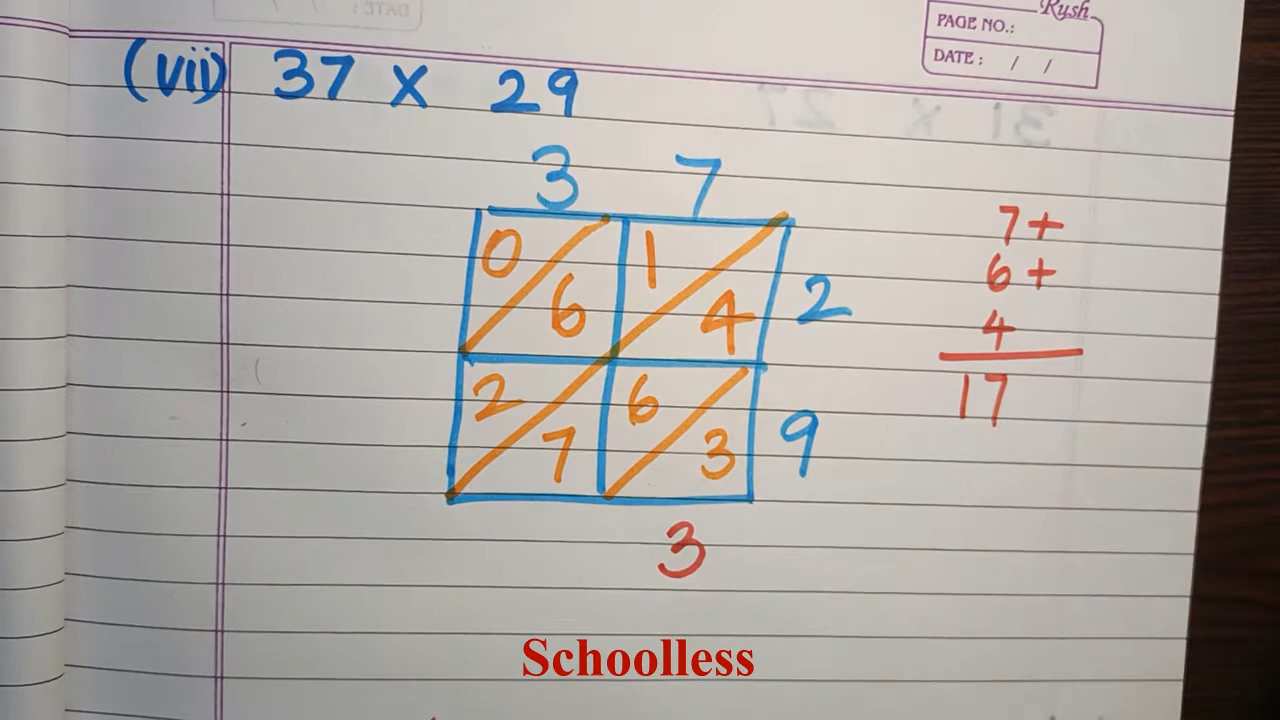 Rush
PAGE NO.:
DATE : / /
(vii) 37 x 29
3 7
0 6 1 4 2
2 7 6 3 9
3
7+
6+
4
17
Schoolless